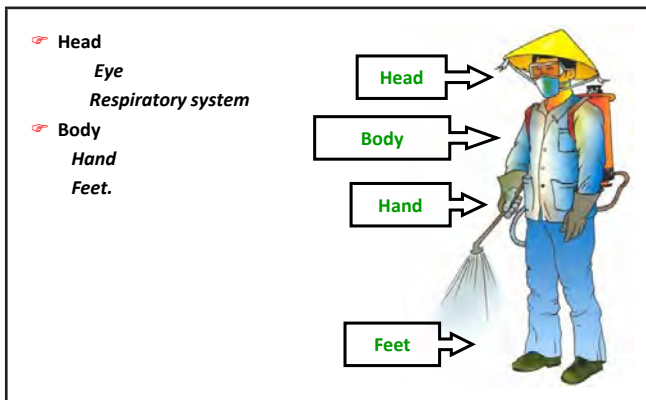 Head
Eye
Respiratory system
Body
Hand
Feet.
Head
Body
Hand
Feet